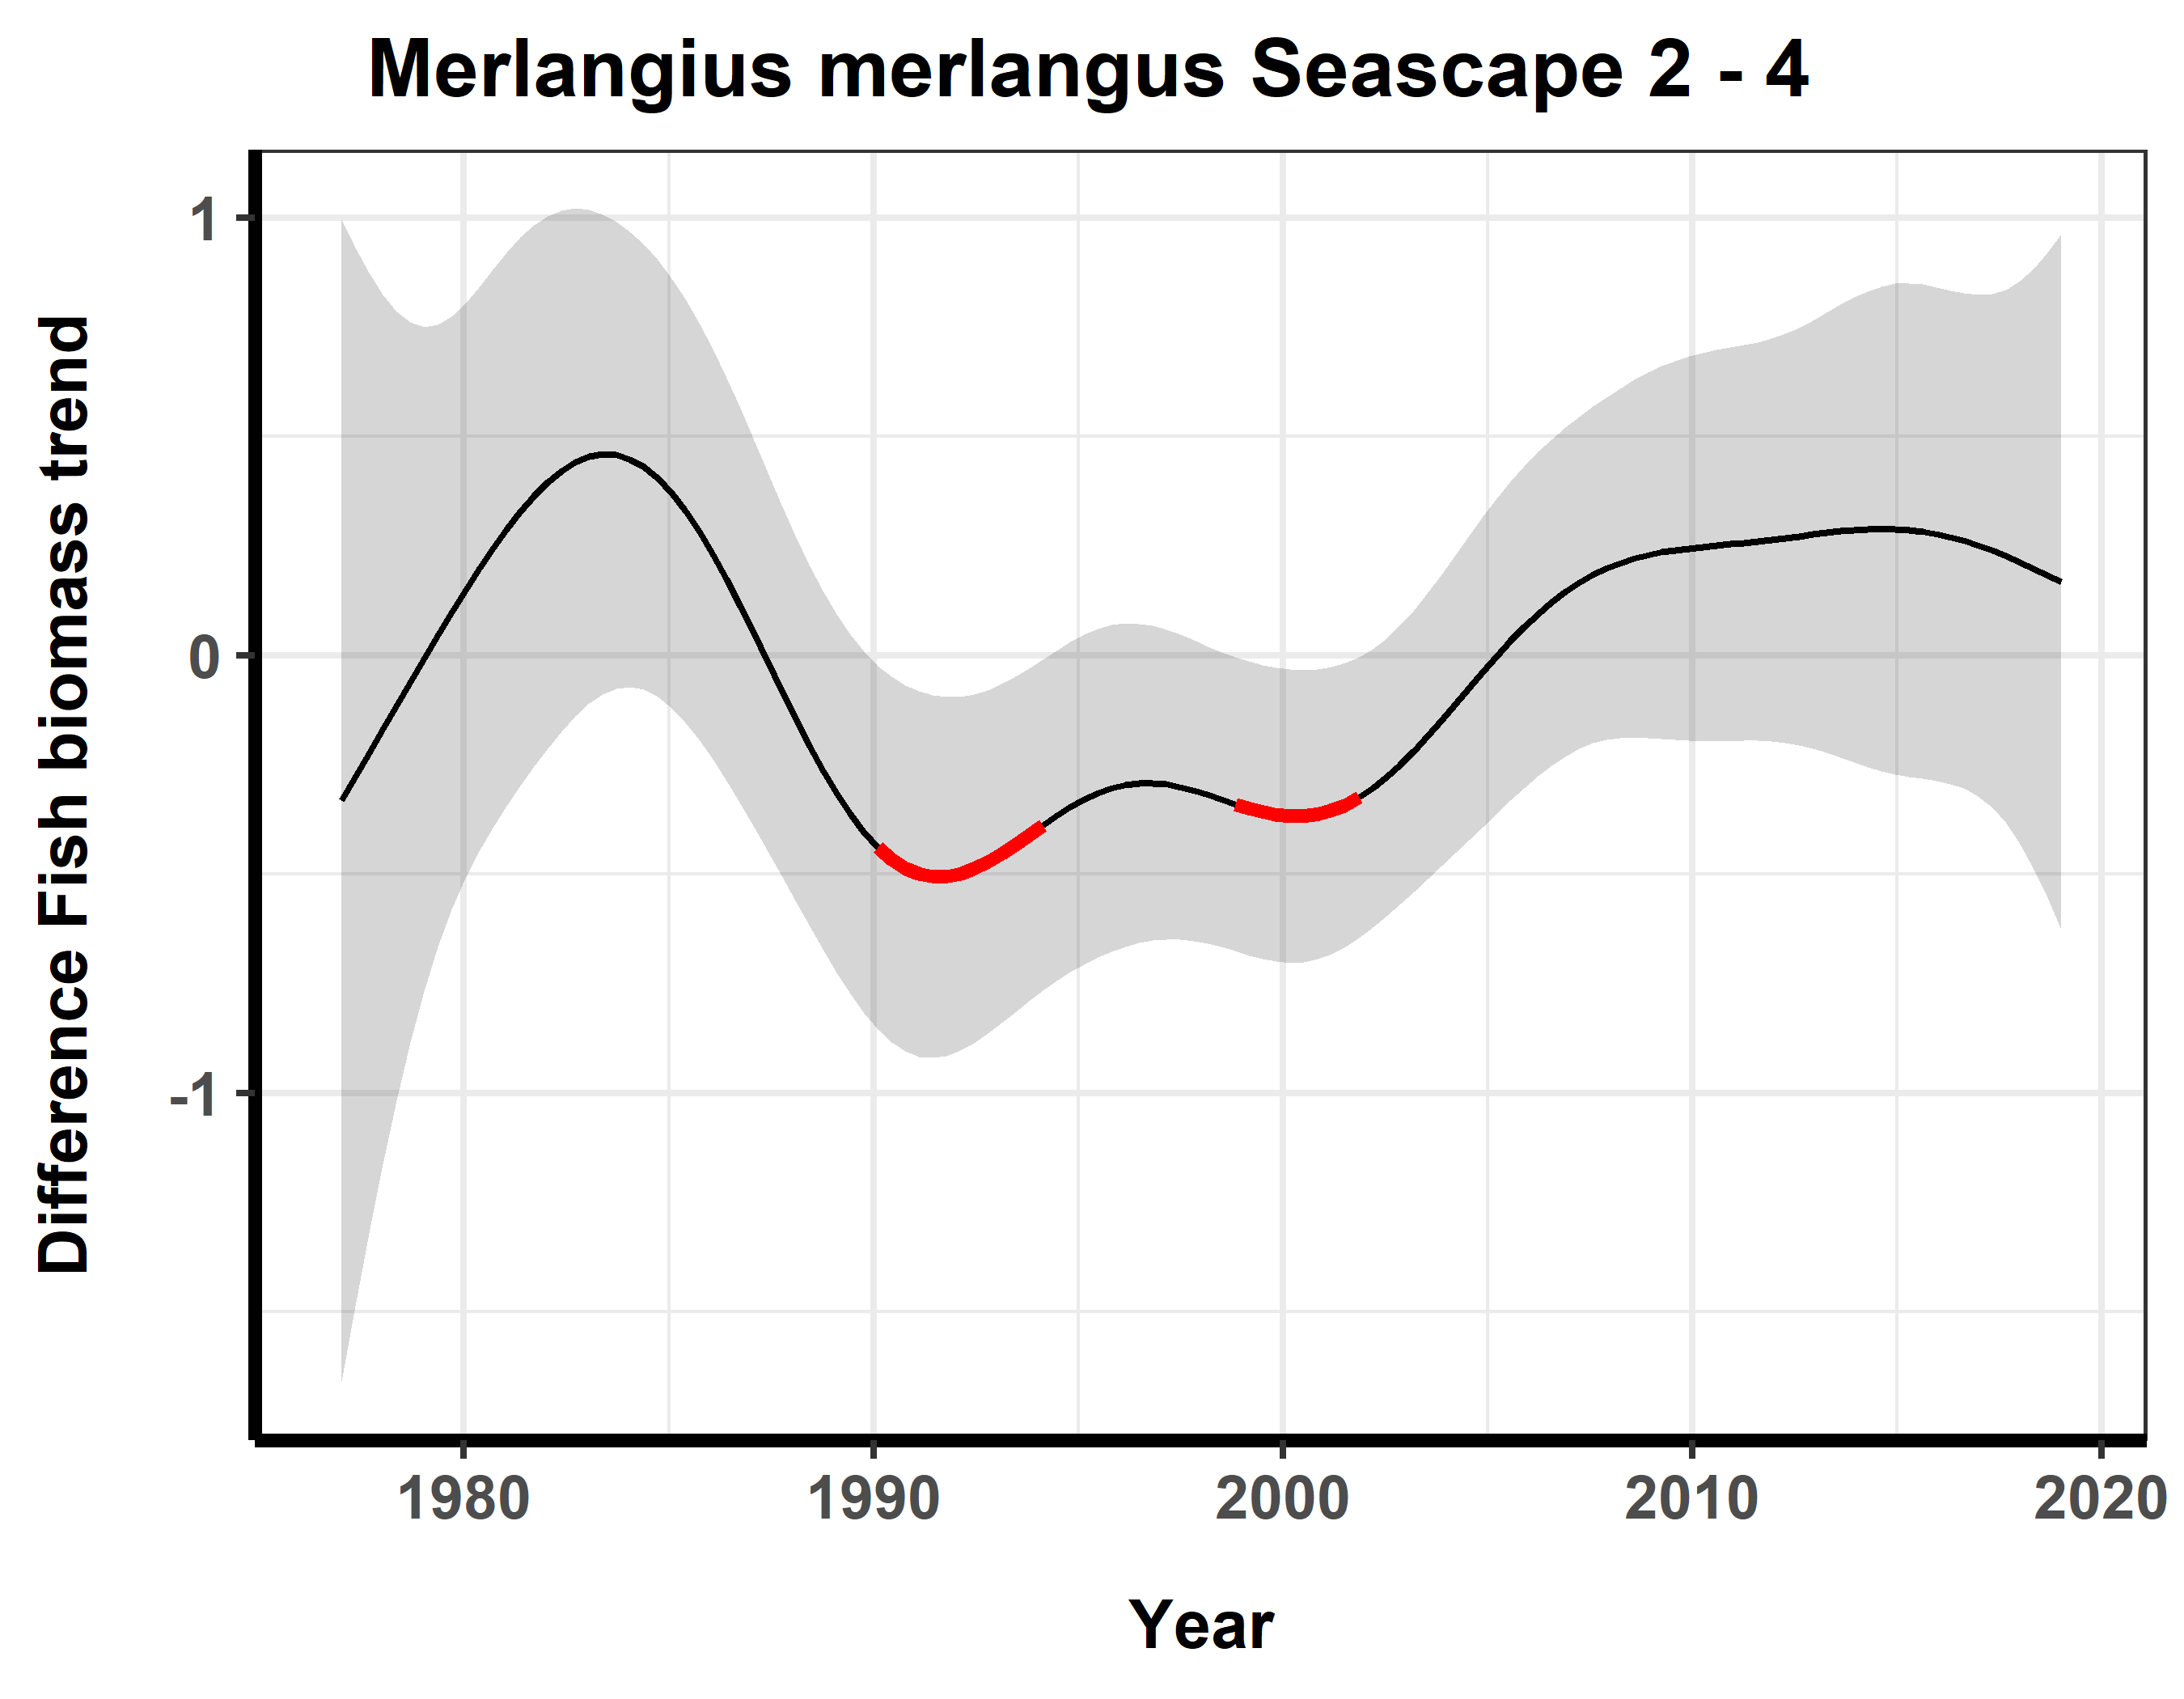 Merlangius merlangus Seascape 2 - 4
Difference Fish biomass trend
1
0
-1
1980
1990
2000
2010
2020
Year